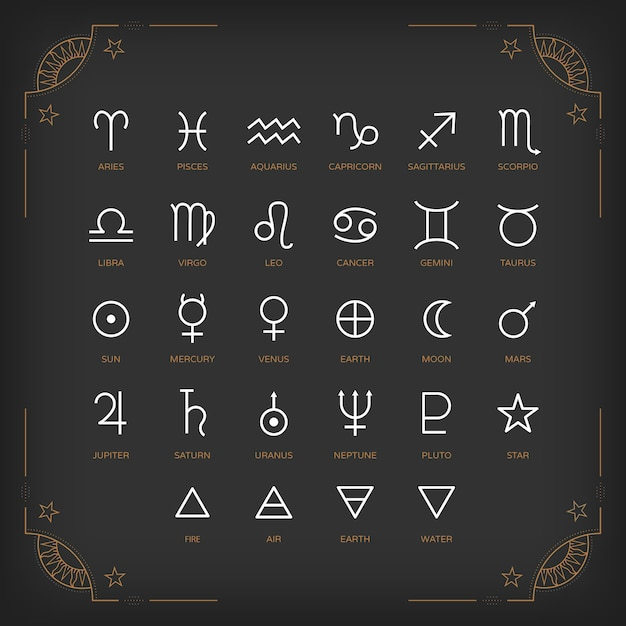 ARIES PISCES AQUARIUS CAPRICORN SAGITTARIUS SCORPIO
LIBRA VIRGO LEO CANCER GEMINI TAURUS
SUN MERCURY VENUS EARTH MOON MARS
JUPITER SATURN URANUS NEPTUNE PLUTO STAR
FIRE AIR EARTH WATER